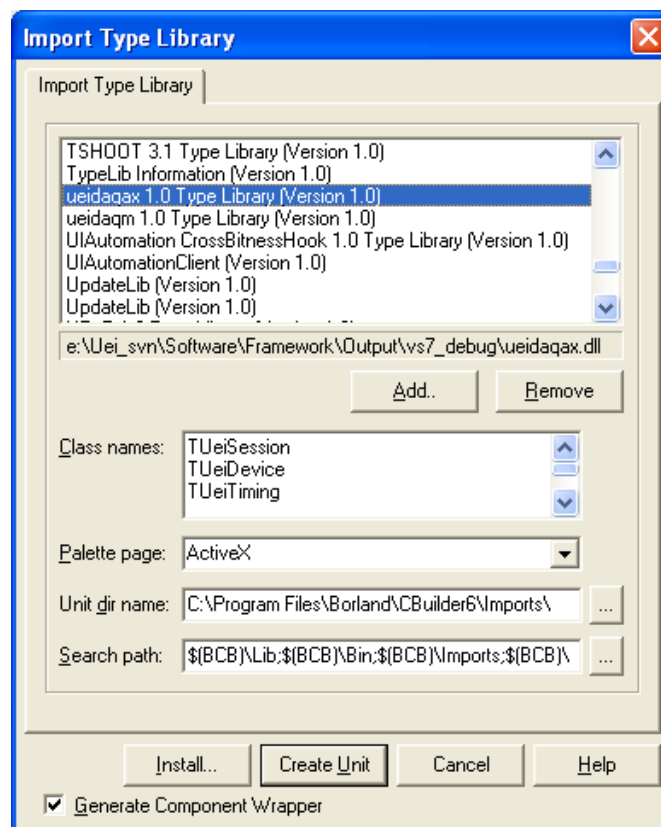 Import Type Library
Import Type Library
TSHOOT 3.1 Type Library (Version 1.0)
TypeLib Information (Version 1.0)
ueidaqax 1.0 Type Library (Version 1.0)
ueidaqm 1.0 Type Library (Version 1.0)
UIAutomation CrossBitnessHook 1.0 Type Library (Version 1.0)
UIAutomationClient (Version 1.0)
UpdateLib (Version 1.0)
UpdateLib (Version 1.0)
e:\Uei_svn\Software\Framework\Output\vs7_debug\ueidaqax.dll
Add.. Remove
Class names: TUeiSession
TUeiDevice
TUeiTiming
Palette page: ActiveX
Unit dir name: C:\Program Files\Borland\CBuilder6\Imports\ ...
Search path: $(BCB)\Lib;$(BCB)\Bin;$(BCB)\Imports;$(BCB)\ ...
Install... Create Unit Cancel Help
Generate Component Wrapper